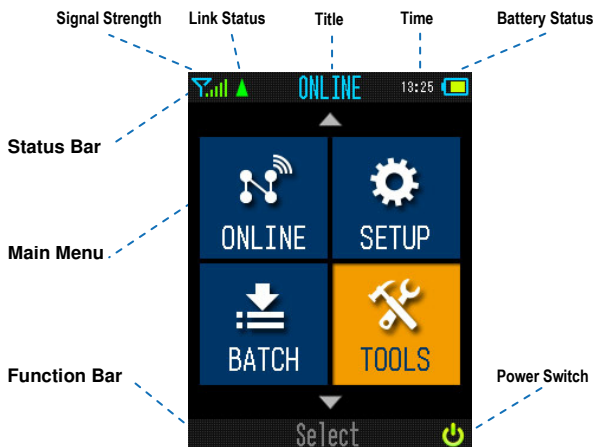 Signal Strength Link Status Title Time Battery Status
ONLINE 13:25
Status Bar
ONLINE SETUP
Main Menu
BATCH TOOLS
Function Bar Power Switch
Select